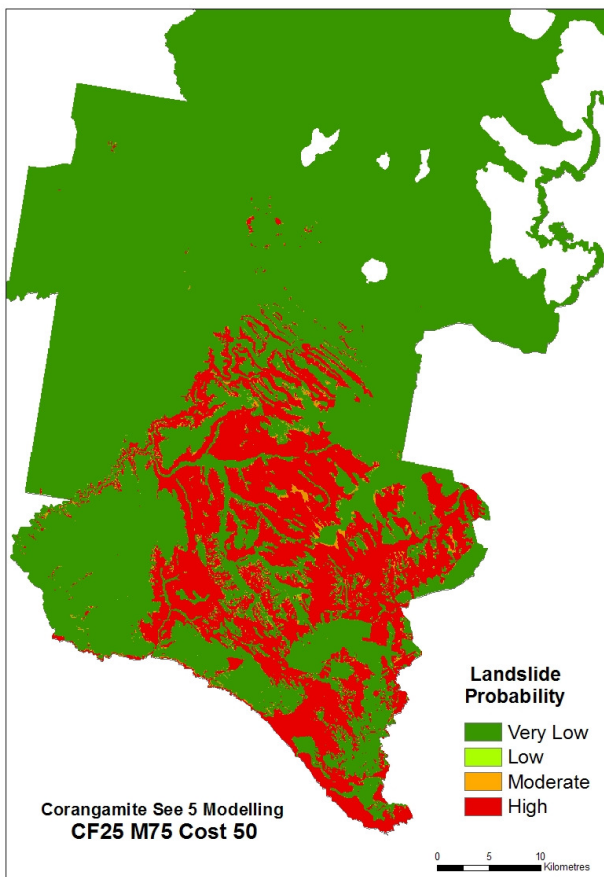 Landslide
Probability
Very Low
Low
Moderate
High
Corangamite See 5 Modelling
CF25 M75 Cost 50
0 5 10
Kilometres